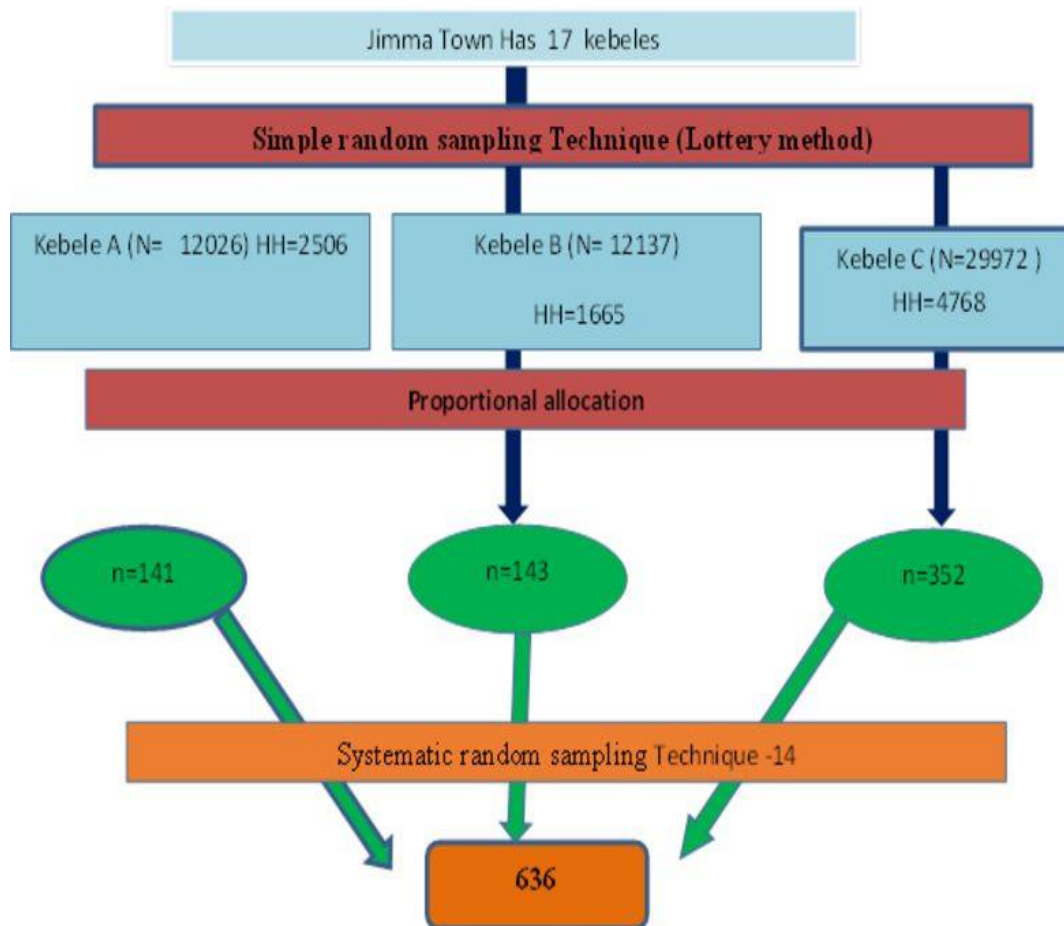 Jimma Town Has 17 kebeles
Simple random sampling Technique (Lottery method)
Kebele A (N= 12026) HH=2506
Kebele B (N= 12137)
HH=1665
Kebele C (N=29972 )
HH=4768
Proportional allocation
n=141
n=143
n=352
Systematic random sampling Technique -14
636